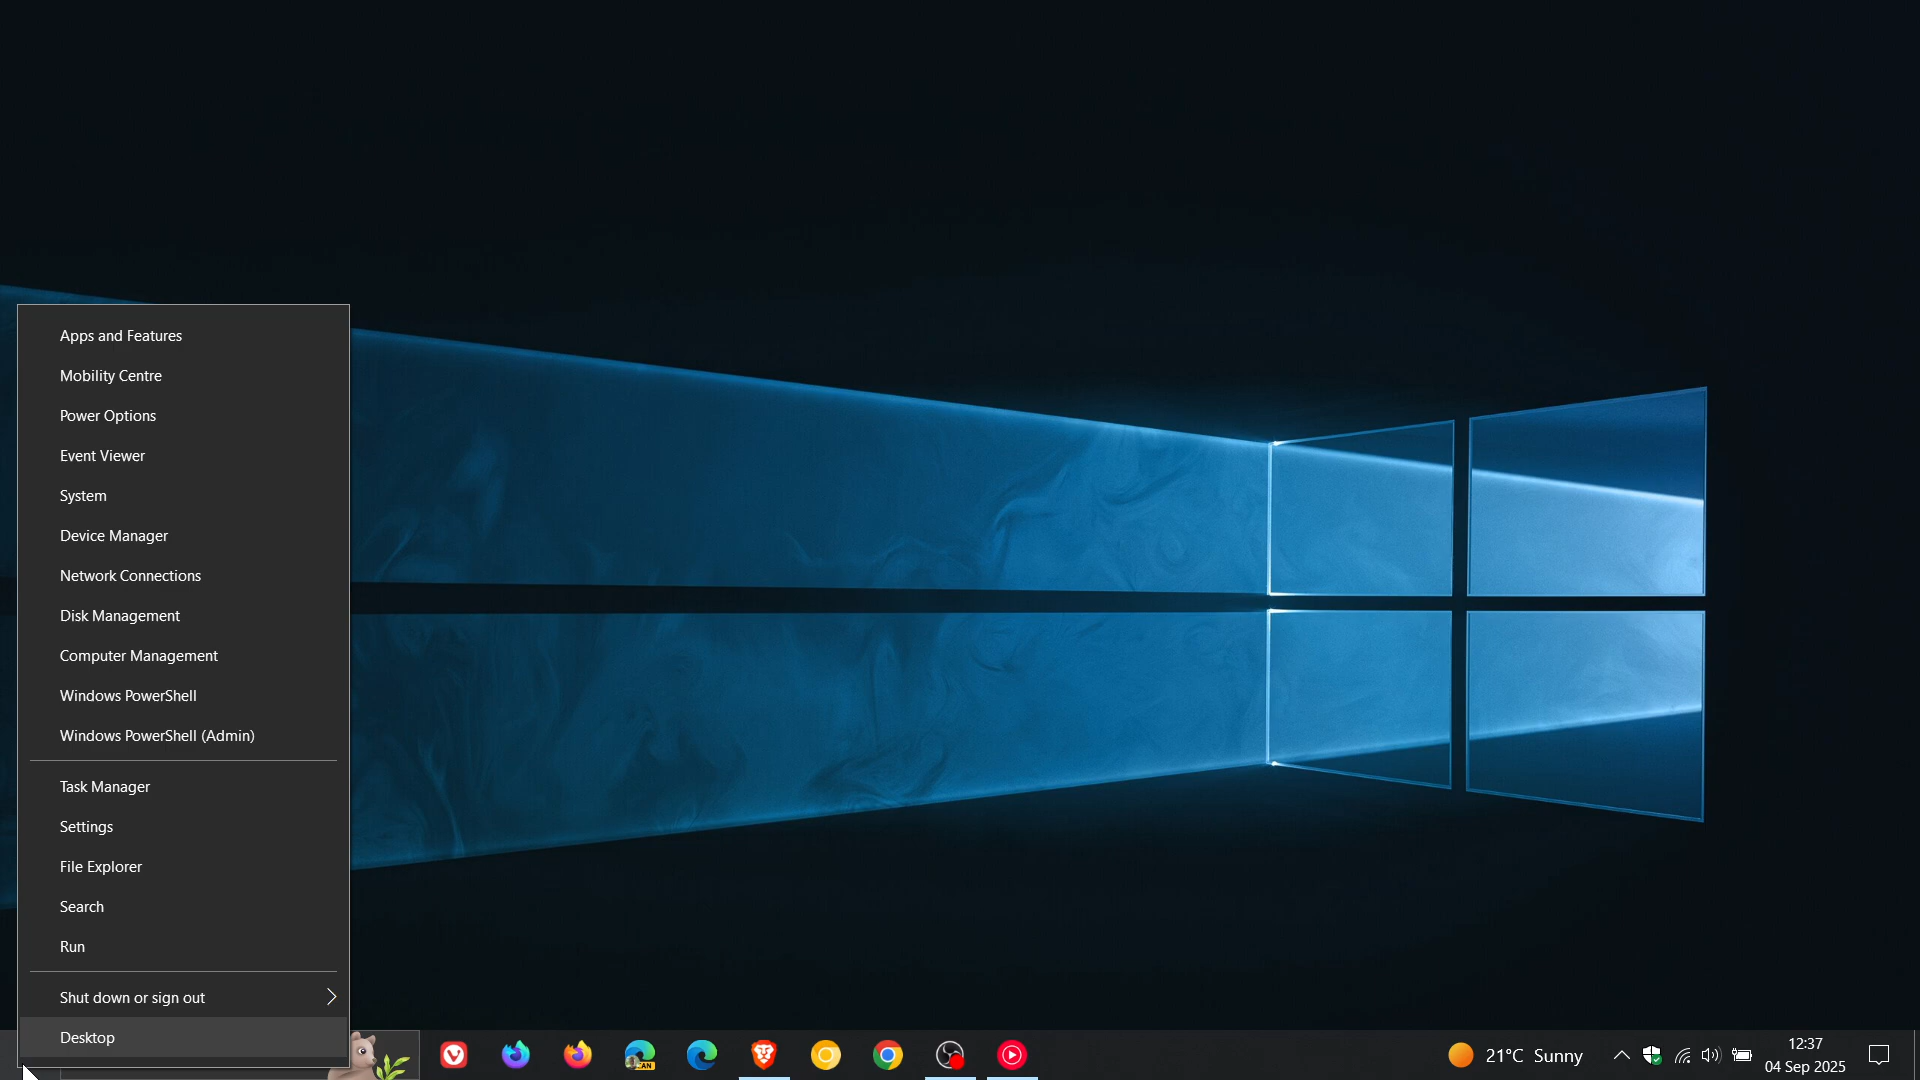 Apps and Features
Mobility Centre
Power Options
Event Viewer
System
Device Manager
Network Connections
Disk Management
Computer Management
Windows PowerShell
Windows PowerShell (Admin)
Task Manager
Settings
File Explorer
Search
Run
Shut down or sign out
Desktop
CAN
21°C Sunny
12:37
04 Sep 2025